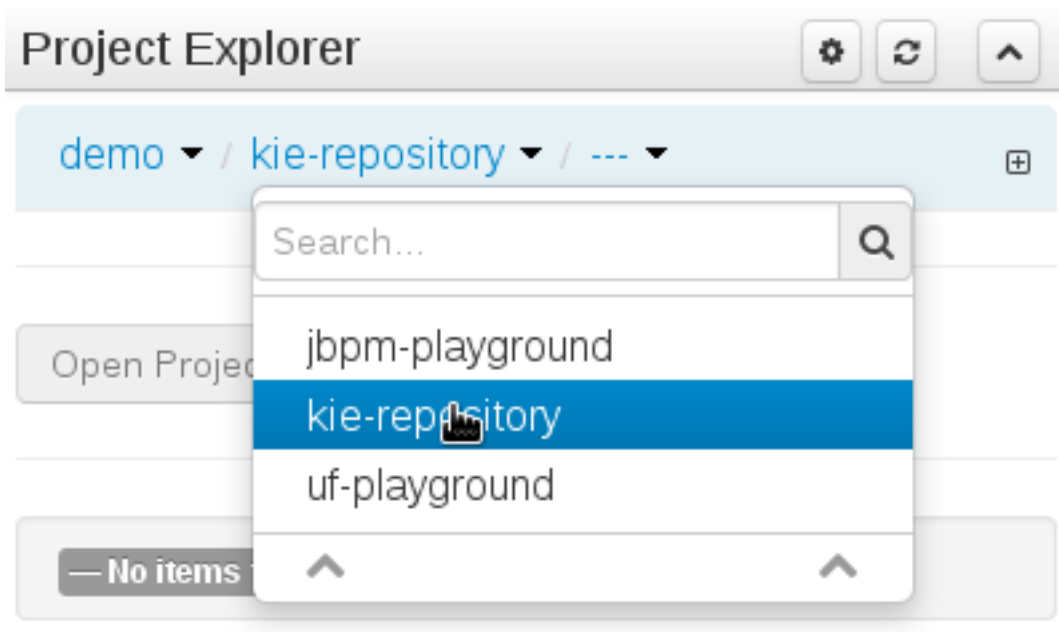 Project Explorer
demo / kie-repository / ---
Search...
jbpm-playground
Open Projec
kie-repository
uf-playground
— No items